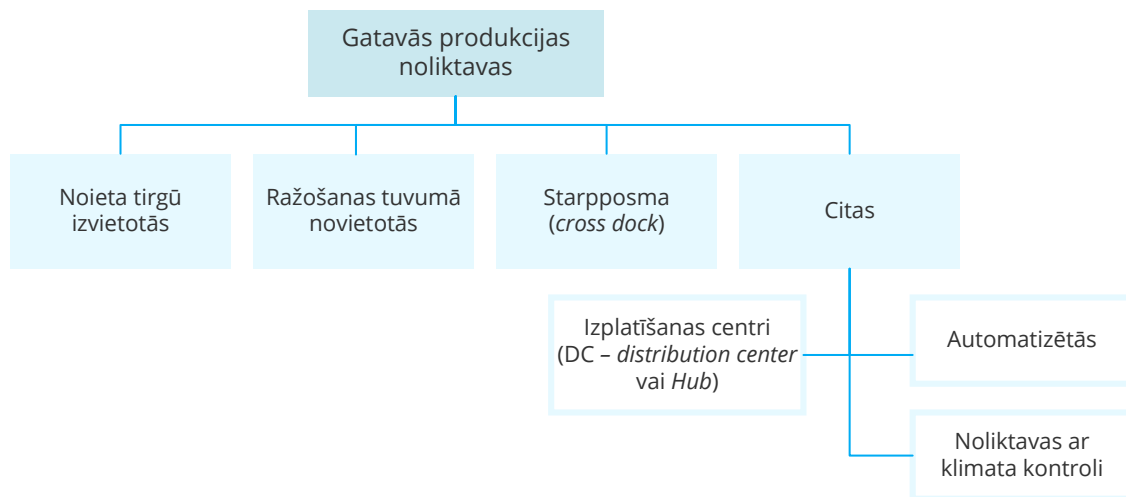 Gatavās produkcijas
noliktavas
Noieta tirgū
izvietotās
Ražošanas tuvumā
novietotās
Starpposma
(cross dock)
Citas
Izplatīšanas centri
(DC – distribution center
vai Hub)
Automatizētās
Noliktavas ar
klimata kontroli